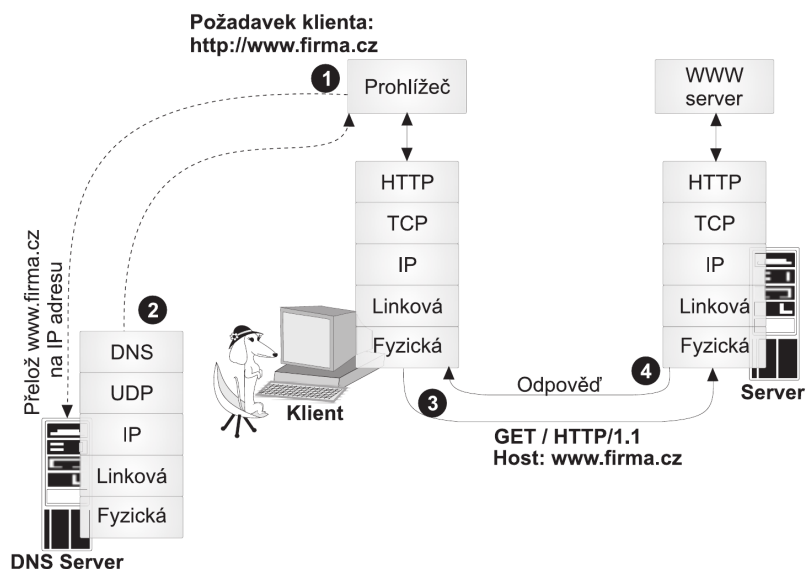 Požadavek klienta:
http://www.firma.cz
1
Prohlížeč
WWW
server
HTTP
TCP
IP
Linková
Fyzická
HTTP
TCP
IP
Linková
Fyzická
Přelož www.firma.cz
na IP adresu
2
DNS
UDP
IP
Linková
Fyzická
DNS Server
Klient
3
Odpověď
4
Server
GET / HTTP/1.1
Host: www.firma.cz